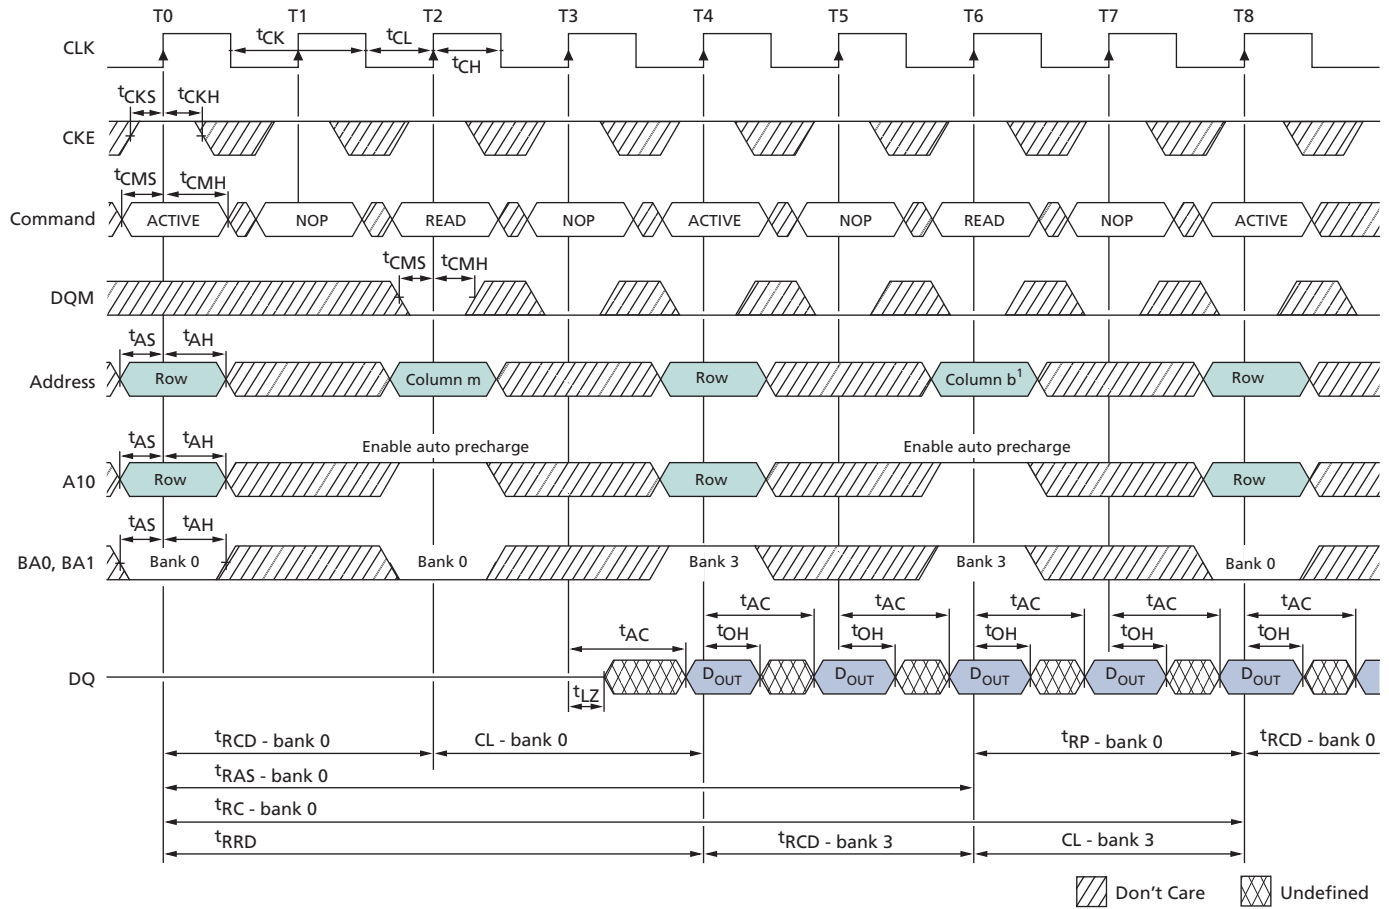 T0 T1 T2 T3 T4 T5 T6 T7 T8
CLK
tCK tCL
tCH
tCKS tCKH
CKE
tCMS tCMH
Command ACTIVE NOP READ NOP ACTIVE NOP READ NOP ACTIVE
tCMS tCMH
DQM
tAS tAH
Address Row Column m Row Column b1 Row
tAS tAH Enable auto precharge Enable auto precharge
A10 Row Row Row
tAS tAH
BA0, BA1 Bank 0 Bank 0 Bank 3 Bank 3 Bank 0
tAC tAC tAC tAC tAC
tAC tOH tOH tOH tOH tOH
DQ DOUT DOUT DOUT DOUT DOUT
tLZ
tRCD - bank 0 CL - bank 0 tRP - bank 0 tRCD - bank 0
tRAS - bank 0
tRC - bank 0
tRRD tRCD - bank 3 CL - bank 3
Don't Care Undefined